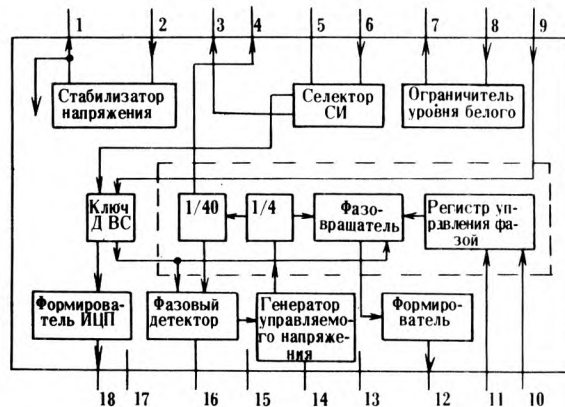 1 2 3 4 5 6 7 8 9
Стабилизатор
напряжения
Селектор
СИ
Ограничитель
уровня белого
Ключ
Д ВС
1/40
1/4
Фазо-
вращатель
Регистр уп-
равления фа-
зой
Формирова-
тель ИЦП
Фазовый
детектор
Генератор
управляемо-
го напряже-
ния
Формиро-
ватель
18 17 16 15 14 13 12 11 10